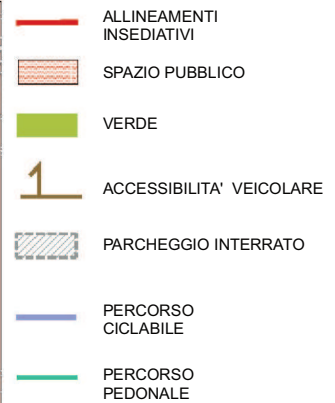 ALLINEAMENTI
INSEDIATIVI
SPAZIO PUBBLICO
VERDE
ACCESSIBILITA' VEICOLARE
PARCHEGGIO INTERRATO
PERCORSO
CICLABILE
PERCORSO
PEDONALE